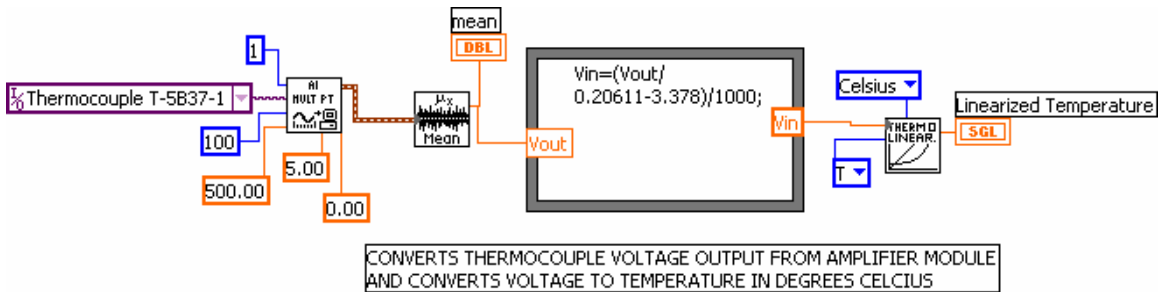 mean
DBL
1
AI
MULT PT
I/0 Thermocouple T-5B37-1
100
500.00
5.00
0.00
μx
Mean
Vin=(Vout/
0.20611-3.378)/1000;
Vout
Vin
Celsius
T
THERMO
LINEAR.
Linearized Temperature
SGL
CONVERTS THERMOCOUPLE VOLTAGE OUTPUT FROM AMPLIFIER MODULE
AND CONVERTS VOLTAGE TO TEMPERATURE IN DEGREES CELCIUS